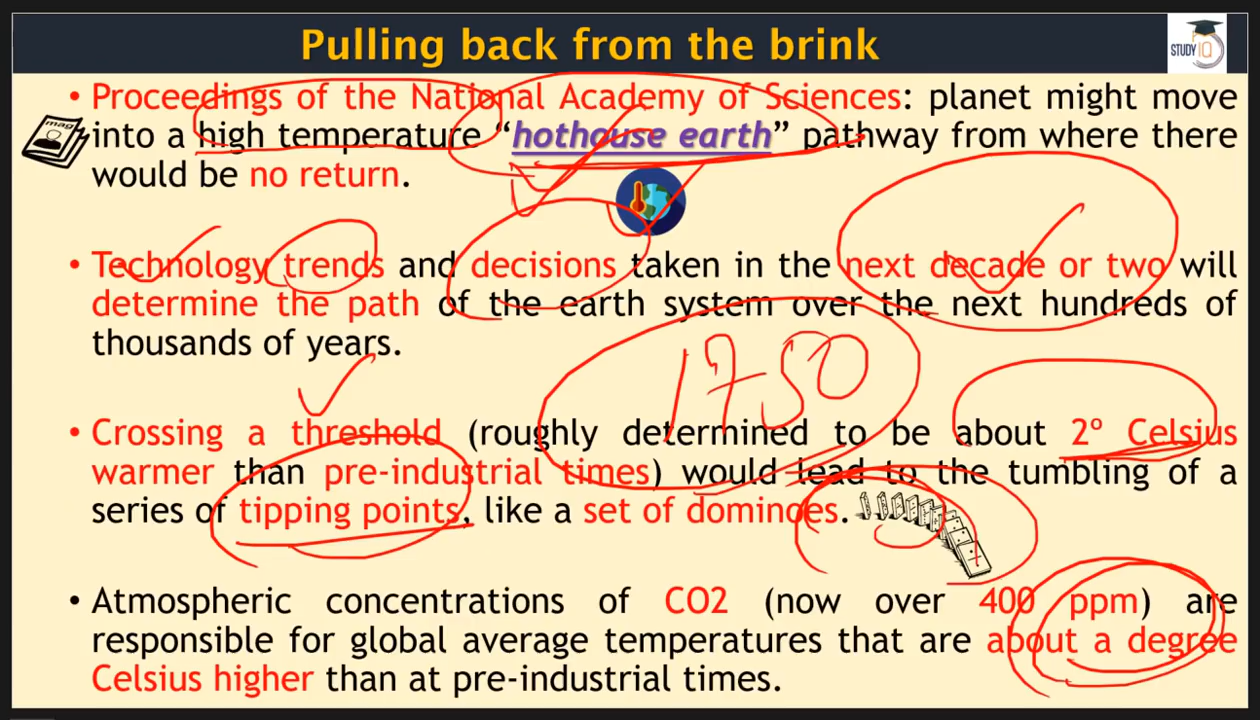 Pulling back from the brink
STUDY IQ
• Proceedings of the National Academy of Sciences: planet might move
mag
into a high temperature “hothouse earth” pathway from where there
would be no return.
• Technology trends and decisions taken in the next decade or two will
determine the path of the earth system over the next hundreds of
thousands of years.
1750
• Crossing a threshold (roughly determined to be about 2º Celsius
warmer than pre-industrial times) would lead to the tumbling of a
series of tipping points, like a set of dominoes.
• Atmospheric concentrations of CO2 (now over 400 ppm) are
responsible for global average temperatures that are about a degree
Celsius higher than at pre-industrial times.